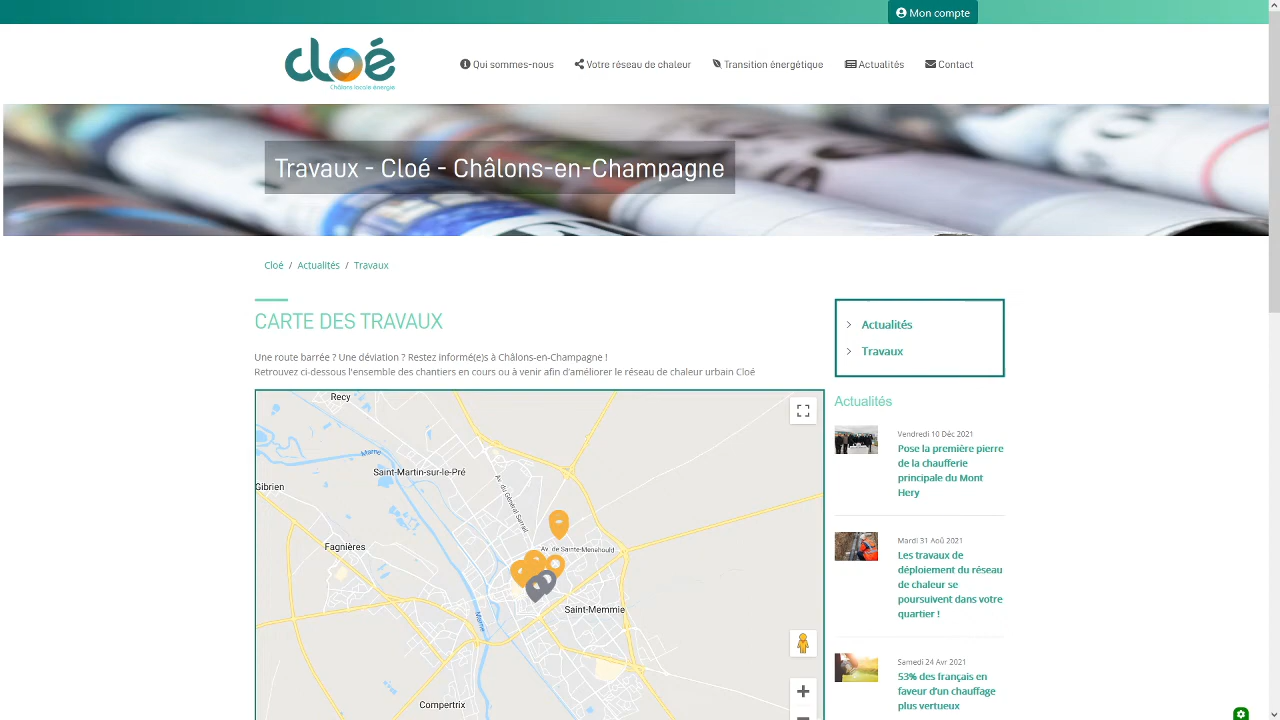 Mon compte
cloé
Châlons locale énergie
Qui sommes-nous
Votre réseau de chaleur
Transition énergétique
Actualités
Contact
Travaux - Cloé - Châlons-en-Champagne
Cloé / Actualités / Travaux
CARTE DES TRAVAUX
Une route barrée ? Une déviation ? Restez informé(e)s à Châlons-en-Champagne !
Retrouvez ci-dessous l'ensemble des chantiers en cours ou à venir afin d'améliorer le réseau de chaleur urbain Cloé
Recy
Marne
Saint-Martin-sur-le-Pré
Gibrien
Av. du Général Sarrail
Fagnières
Av. de Sainte-Menehould
Saint-Memmie
Marne
Compertrix
Actualités
Travaux
Actualités
Vendredi 10 Déc 2021
Pose la première pierre
de la chaufferie
principale du Mont
Hery
Mardi 31 Aoû 2021
Les travaux de
déploiement du réseau
de chaleur se
poursuivent dans votre
quartier !
Samedi 24 Avr 2021
53% des français en
faveur d'un chauffage
plus vertueux